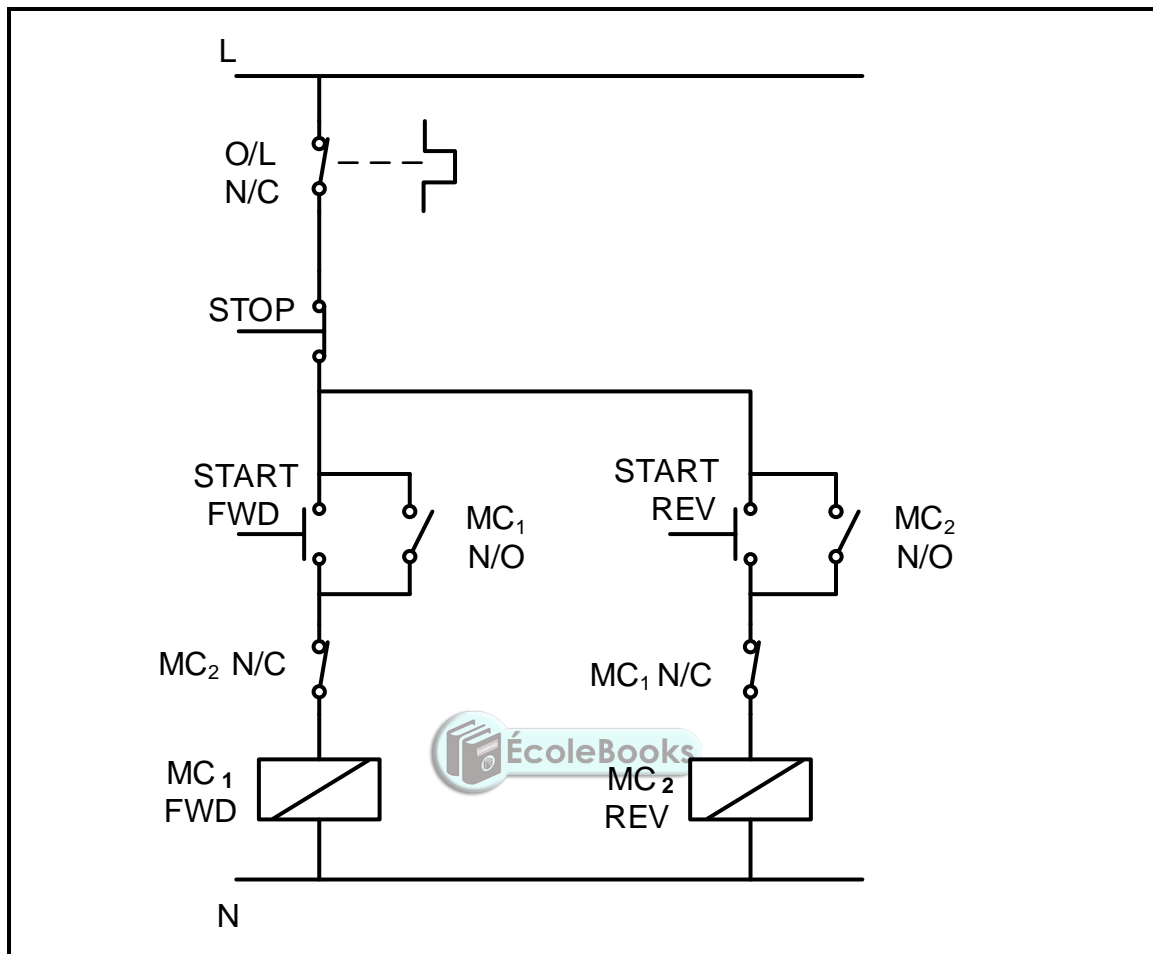 L
O/L
N/C
STOP
START
FWD
MC₁
N/O
START
REV
MC₂
N/O
MC₂ N/C
MC₁ N/C
ÉcoleBooks
MC₁
FWD
MC₂
REV
N